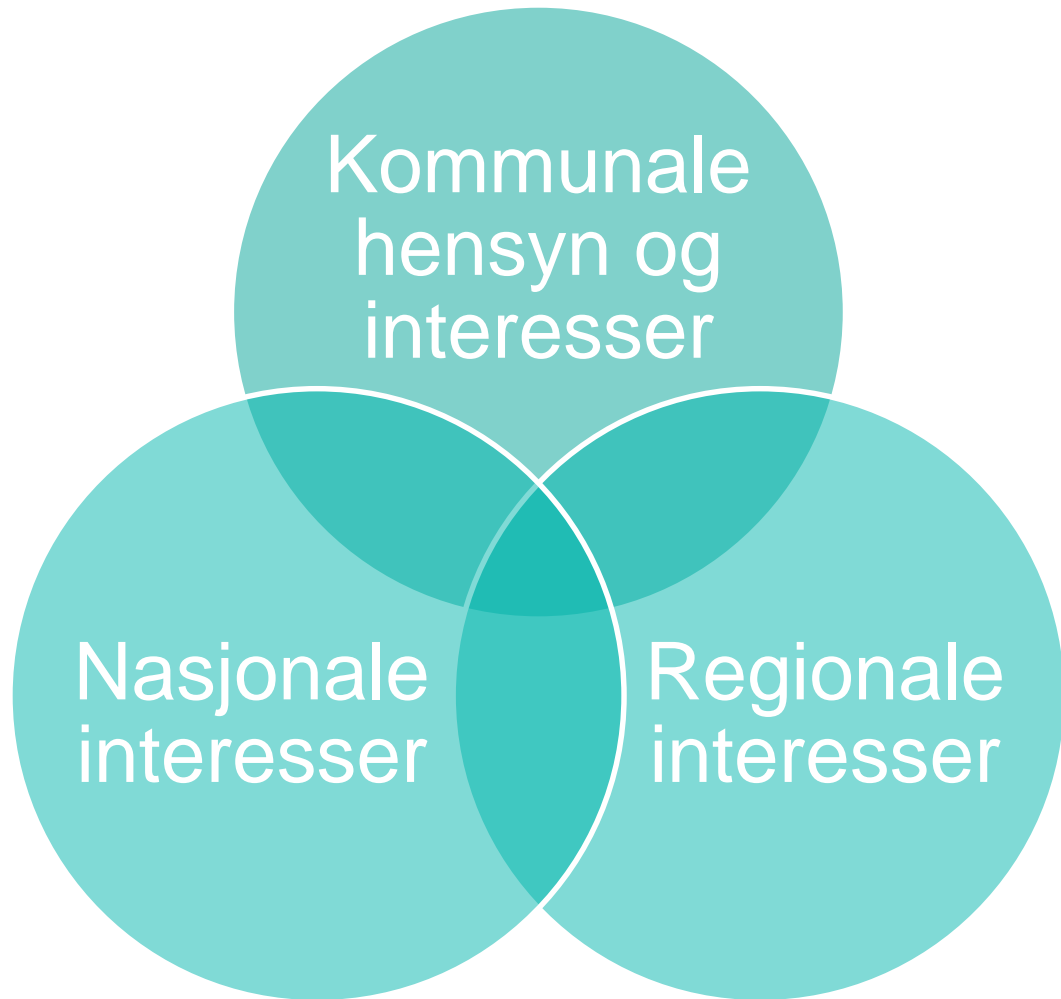 Kommunale
hensyn og
interesser
Nasjonale
interesser
Regionale
interesser